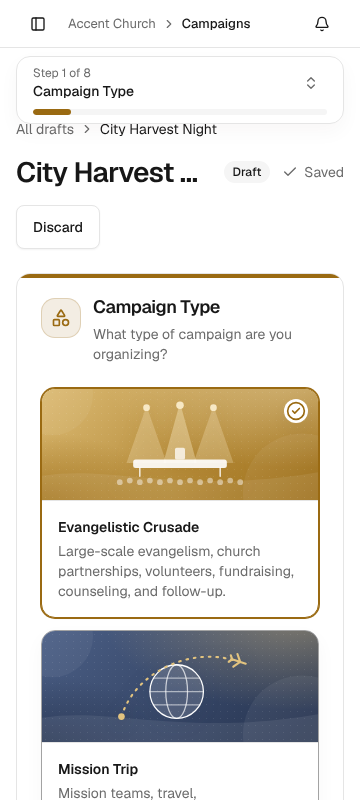 Accent Church > Campaigns
Step 1 of 8
Campaign Type
All drafts > City Harvest Night
City Harvest ...
Draft
Saved
Discard
Campaign Type
What type of campaign are you
organizing?
Evangelistic Crusade
Large-scale evangelism, church
partnerships, volunteers, fundraising,
counseling, and follow-up.
Mission Trip
Mission teams, travel,